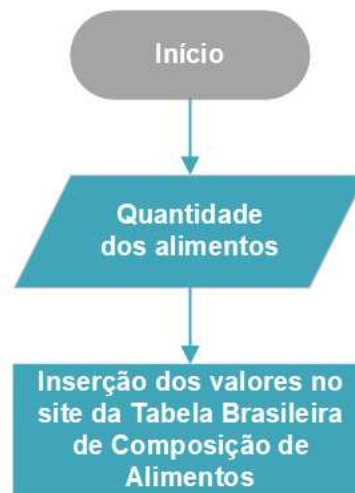 Início
Quantidade
dos alimentos
Inserção dos valores no
site da Tabela Brasileira
de Composição de
Alimentos